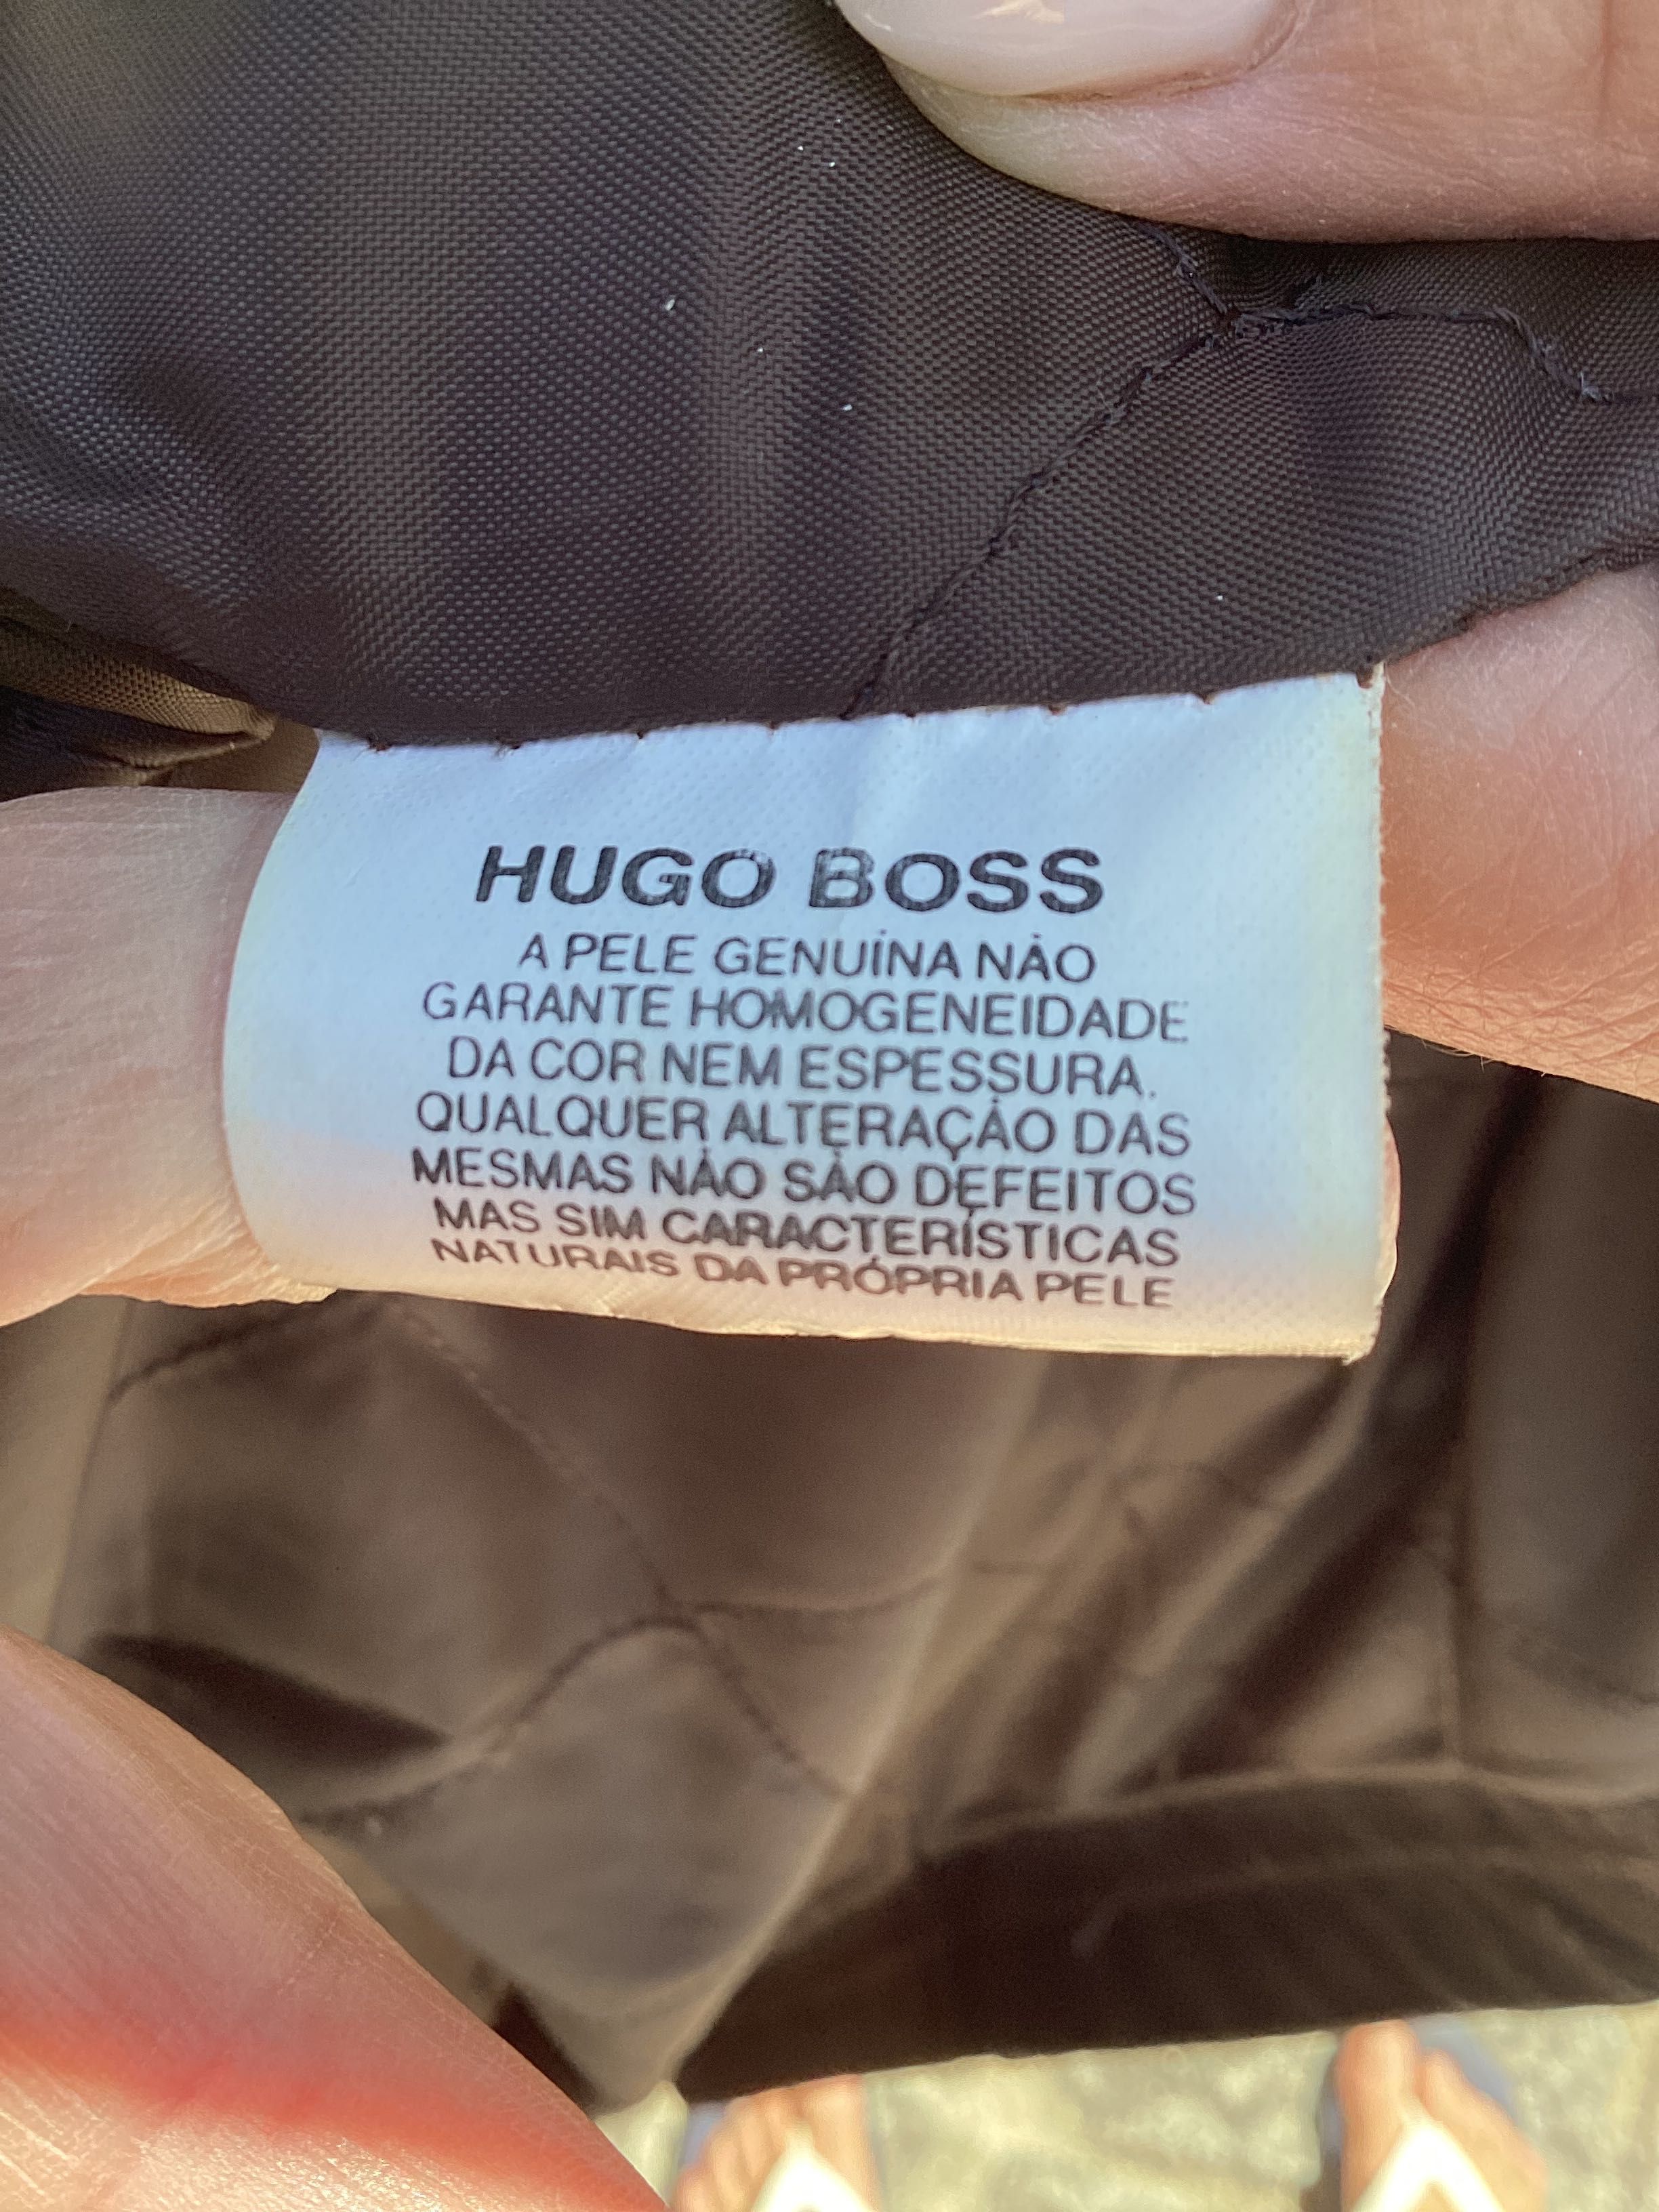 HUGO BOSS
A PELE GENUÍNA NÃO
GARANTE HOMOGENEIDADE
DA COR NEM ESPESSURA.
QUALQUER ALTERAÇÃO DAS
MESMAS NÃO SÃO DEFEITOS
MAS SIM CARACTERÍSTICAS
NATURAIS DA PRÓPRIA PELE